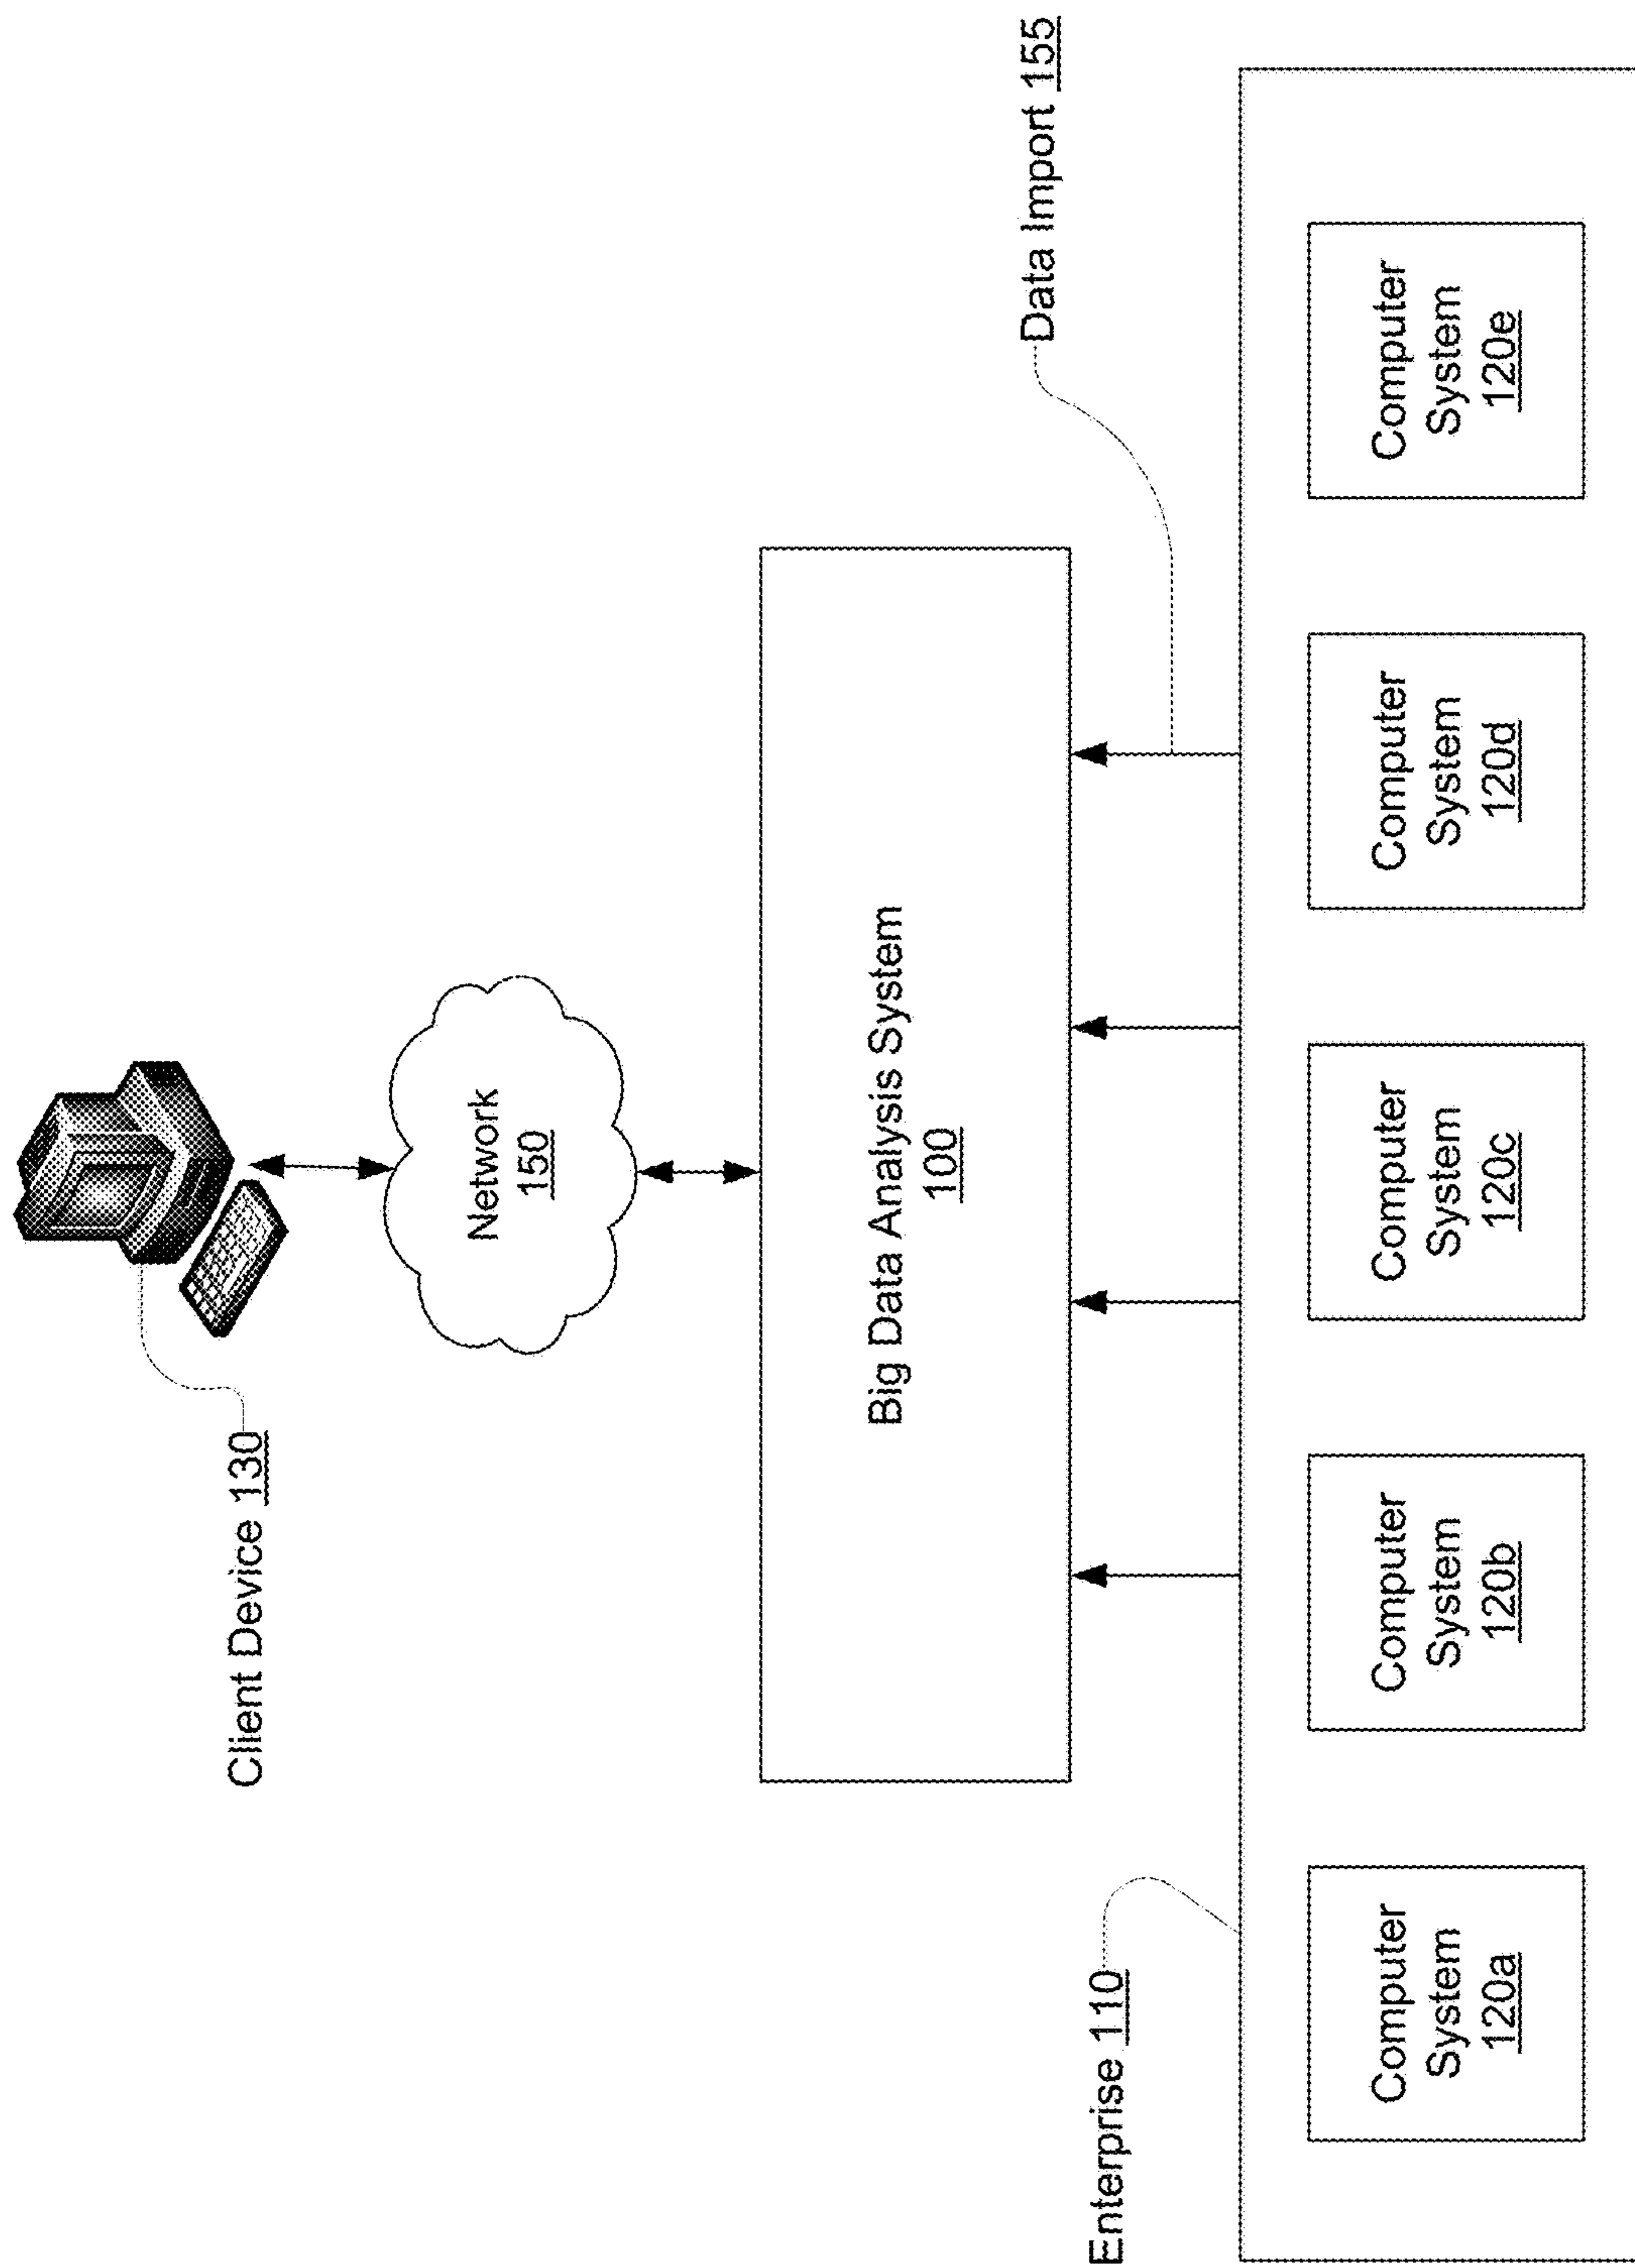 Client Device 130
Network
150
Big Data Analysis System
100
Data Import 155
Enterprise 110
Computer
System
120a
Computer
System
120b
Computer
System
120c
Computer
System
120d
Computer
System
120e